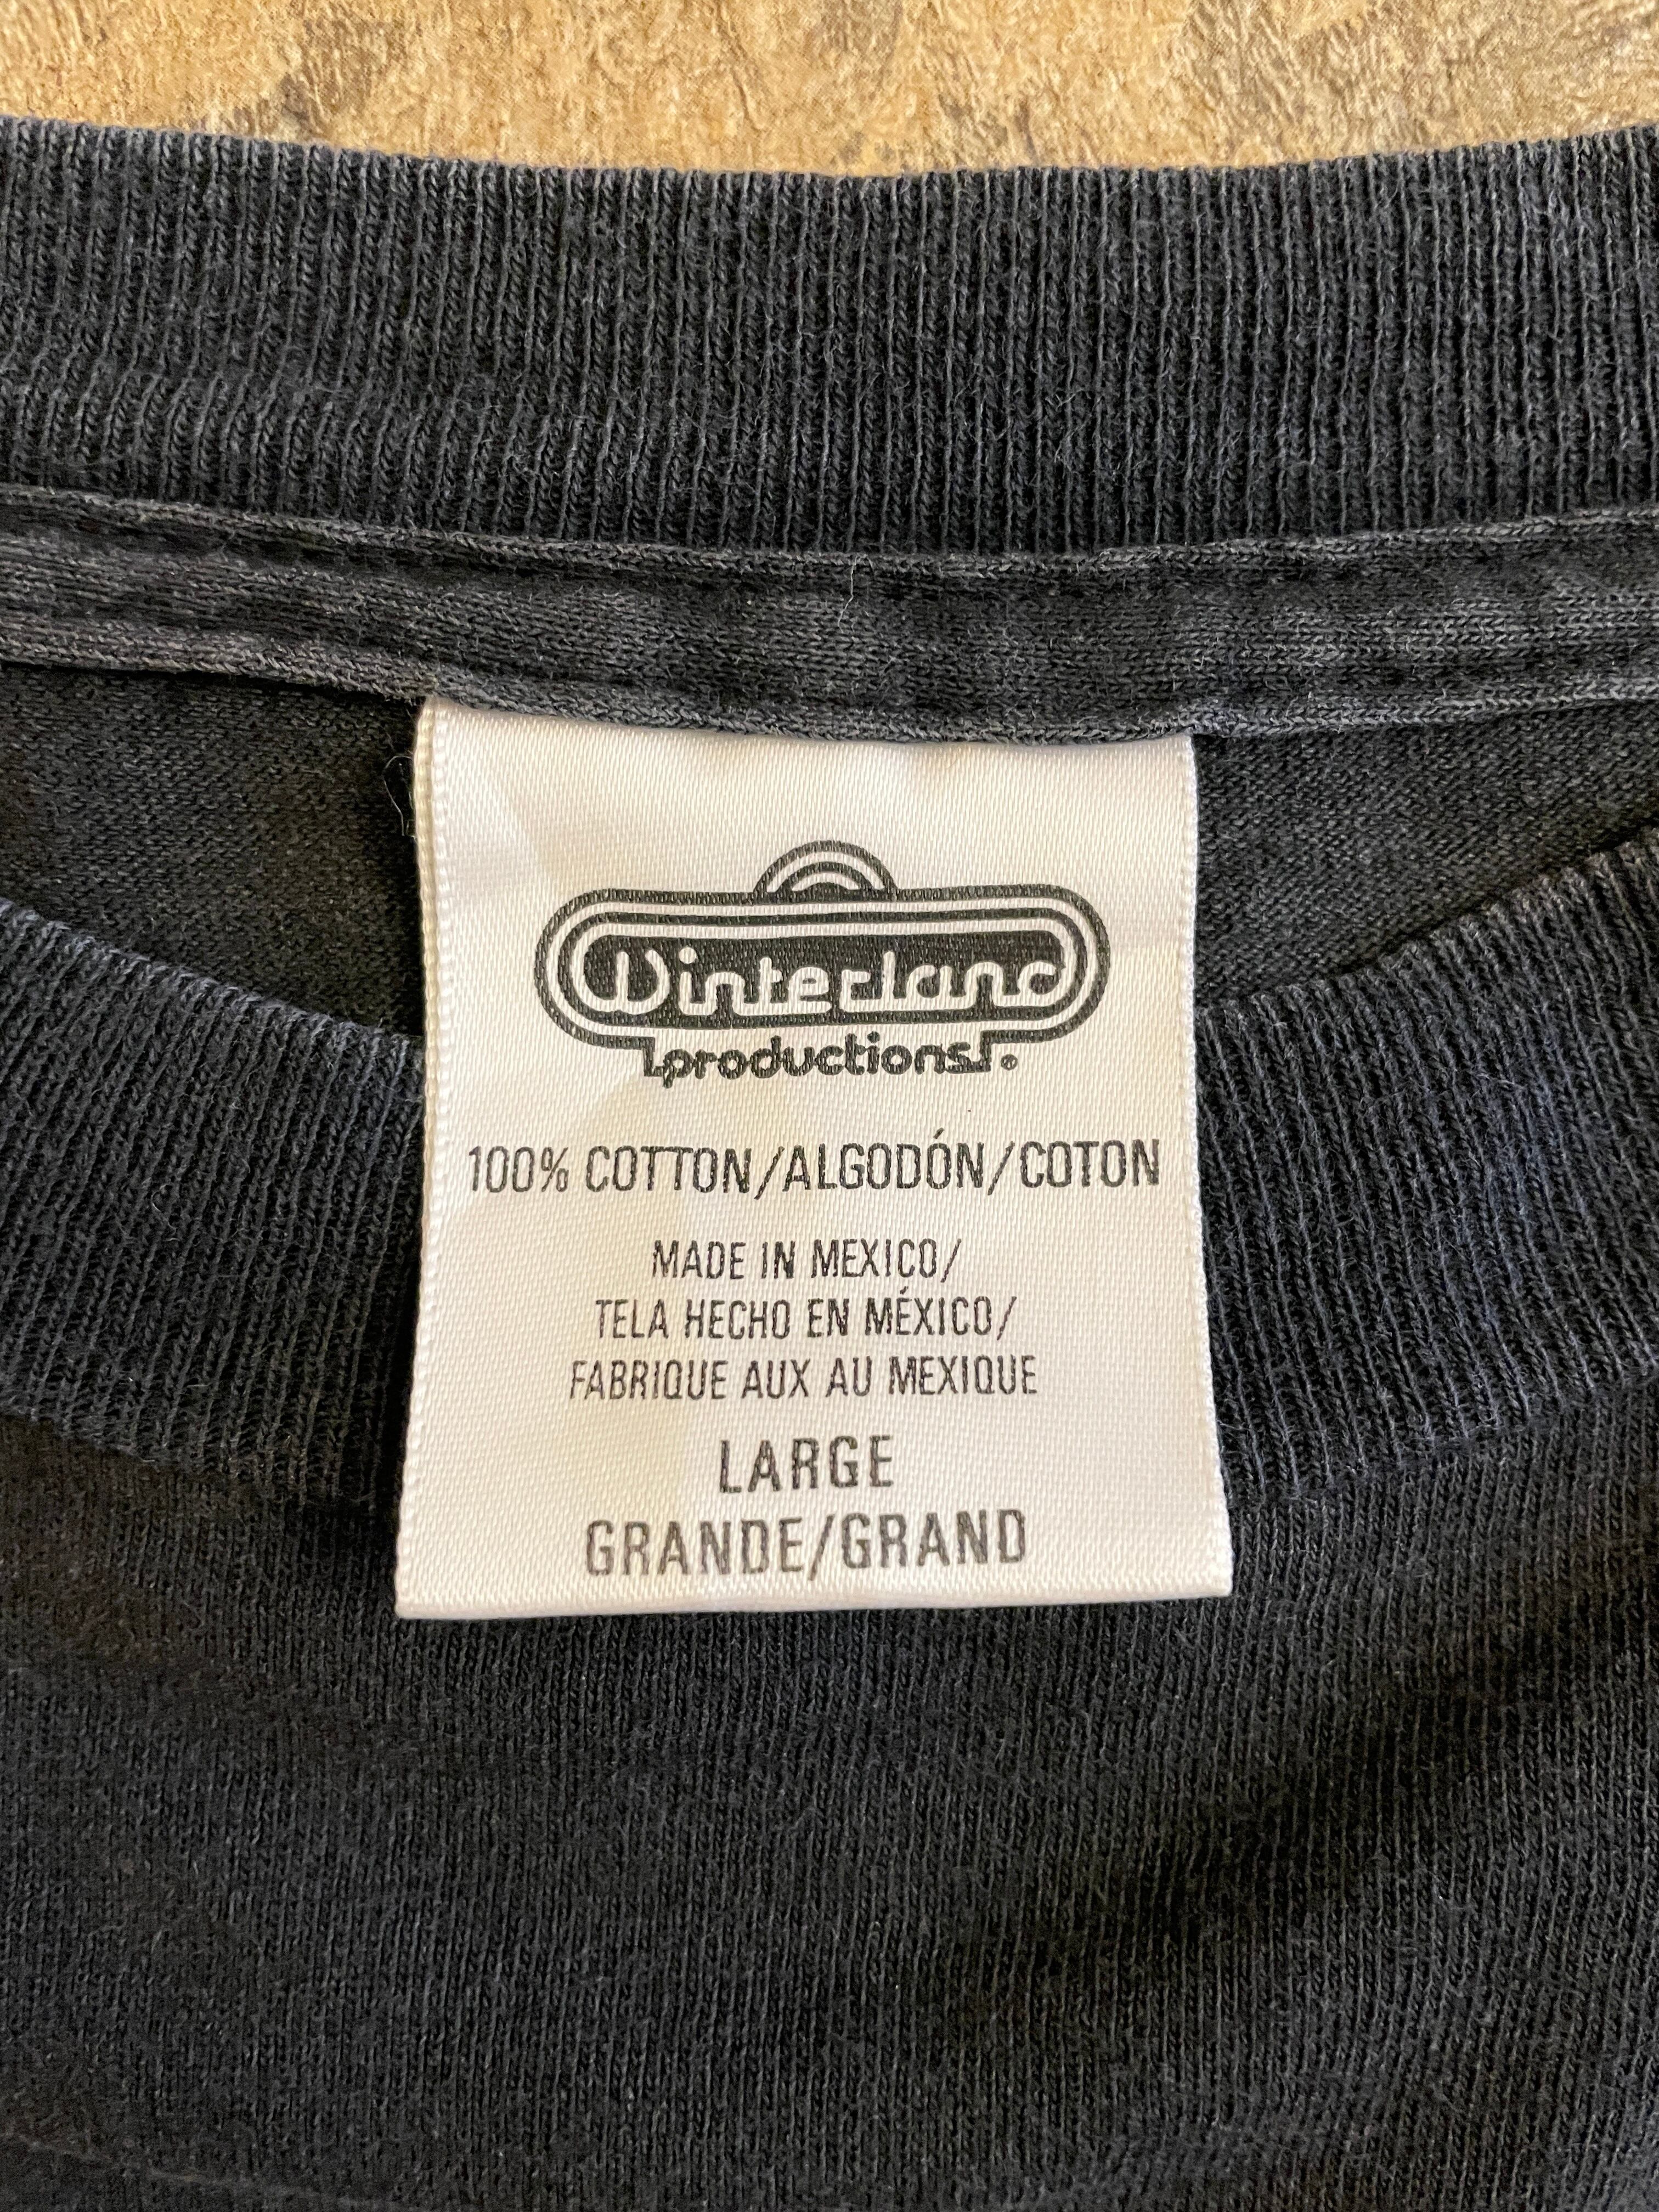 Winterland
productions®
100% COTTON/ALGODÓN/COTON
MADE IN MEXICO/
TELA HECHO EN MÉXICO/
FABRIQUE AUX AU MEXIQUE
LARGE
GRANDE/GRAND